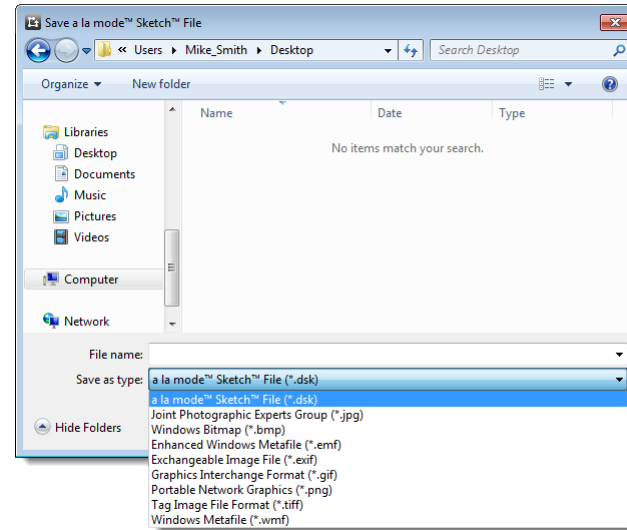 Save a la mode™ Sketch™ File
« Users ▸ Mike_Smith ▸ Desktop
Search Desktop
Organize ▼ New folder
Name Date Type
No items match your search.
Libraries
Desktop
Documents
Music
Pictures
Videos
Computer
Network
File name:
Save as type: a la mode™ Sketch™ File (*.dsk)
a la mode™ Sketch™ File (*.dsk)
Joint Photographic Experts Group (*.jpg)
Windows Bitmap (*.bmp)
Enhanced Windows Metafile (*.emf)
Exchangeable Image File (*.exif)
Graphics Interchange Format (*.gif)
Portable Network Graphics (*.png)
Tag Image File Format (*.tiff)
Windows Metafile (*.wmf)
Hide Folders